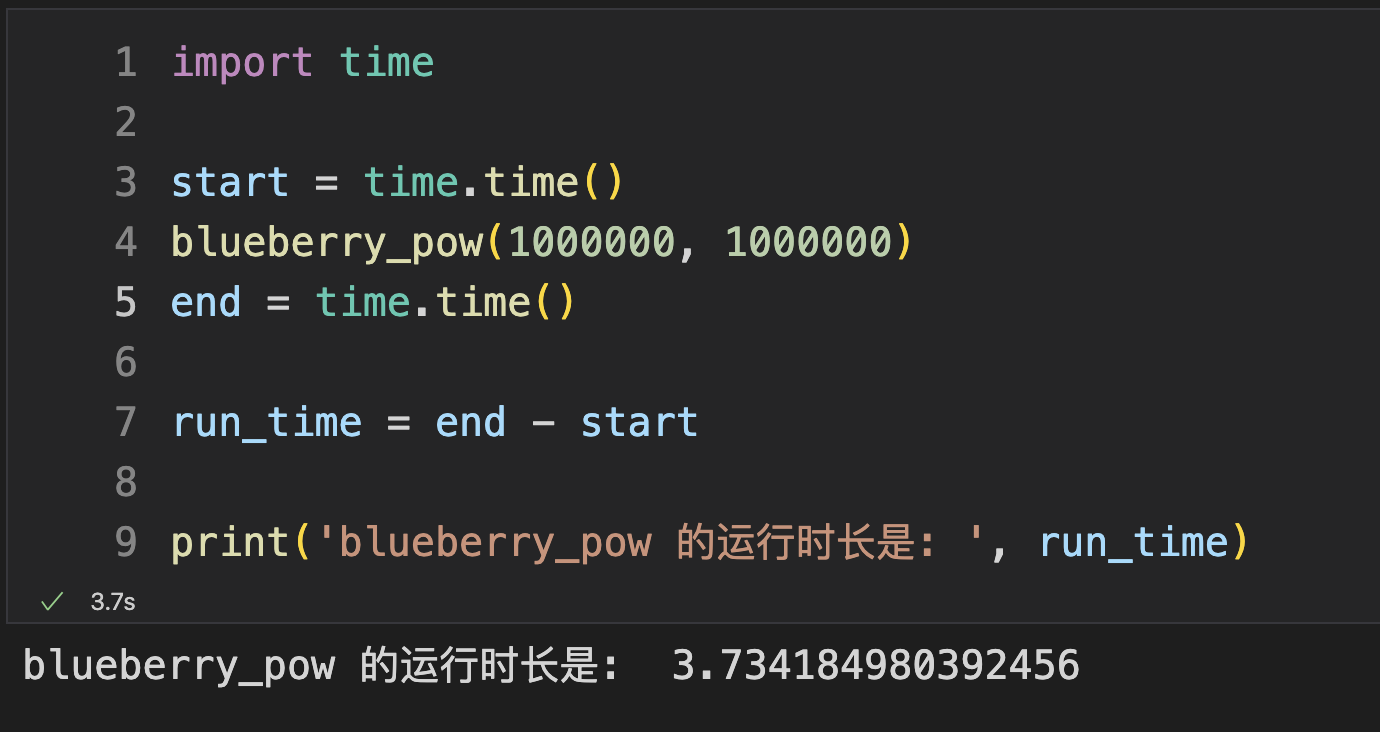 1 import time
2
3 start = time.time()
4 blueberry_pow(1000000, 1000000)
5 end = time.time()
6
7 run_time = end - start
8
9 print('blueberry_pow 的运行时长是: ', run_time)
✓ 3.7s
blueberry_pow 的运行时长是:  3.734184980392456